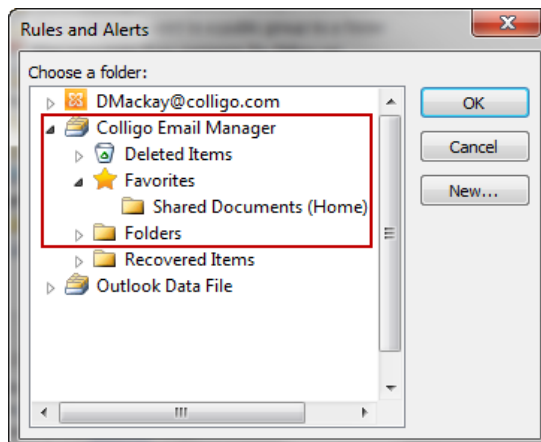 Rules and Alerts
Choose a folder:
DMackay@colligo.com
Colligo Email Manager
Deleted Items
Favorites
Shared Documents (Home)
Folders
Recovered Items
Outlook Data File
OK
Cancel
New...